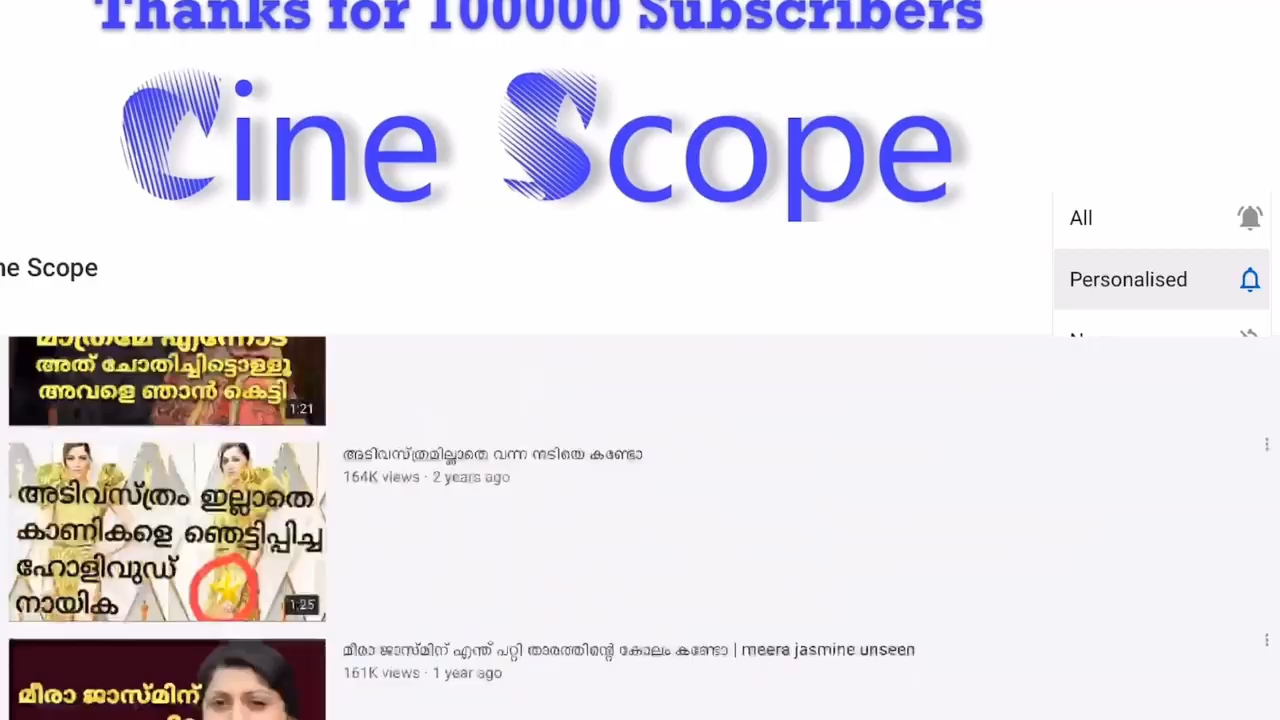 Thanks for 100000 Subscribers
Cine Scope
All
ne Scope
Personalised
മാത്രമേ എന്നോട്
അത് ചോതിച്ചിട്ടൊള്ളൂ
അവളെ ഞാൻ കെട്ടി
1:21
അടിവസ്ത്രമില്ലാതെ വന്ന നടിയെ കണ്ടോ
164K views · 2 years ago
അടിവസ്ത്രം ഇല്ലാതെ
കാണികളെ ഞെട്ടിപ്പിച്ച
ഹോളിവുഡ്
നായിക
1:25
മീരാ ജാസ്മിന് എന്ത് പറ്റി താരത്തിന്റെ കോലം കണ്ടോ | meera jasmine unseen
161K views · 1 year ago
മീരാ ജാസ്മിന്